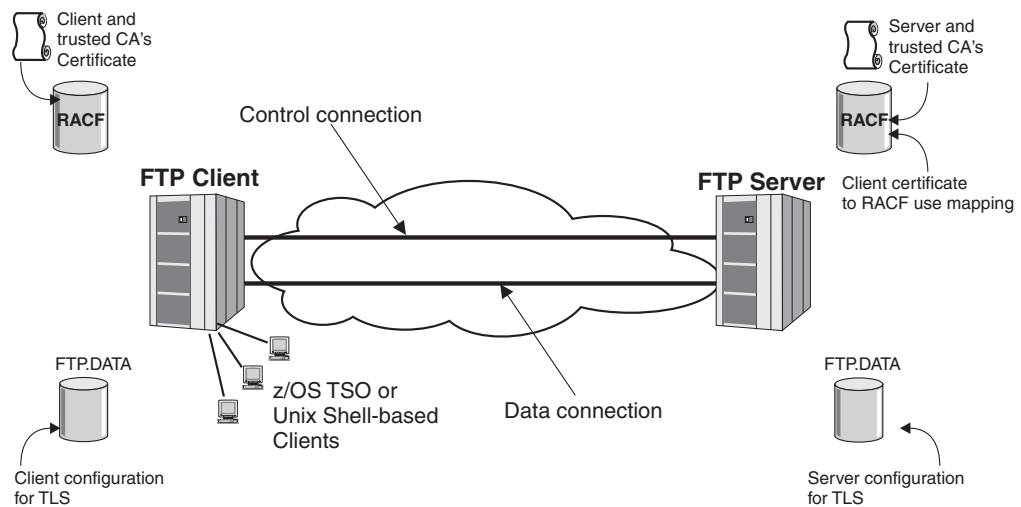 Client and
trusted CA's
Certificate
RACF
Server and
trusted CA's
Certificate
RACF
Control connection
FTP Client
FTP Server
Client certificate
to RACF use mapping
FTP.DATA
z/OS TSO or
Unix Shell-based
Clients
Data connection
FTP.DATA
Client configuration
for TLS
Server configuration
for TLS